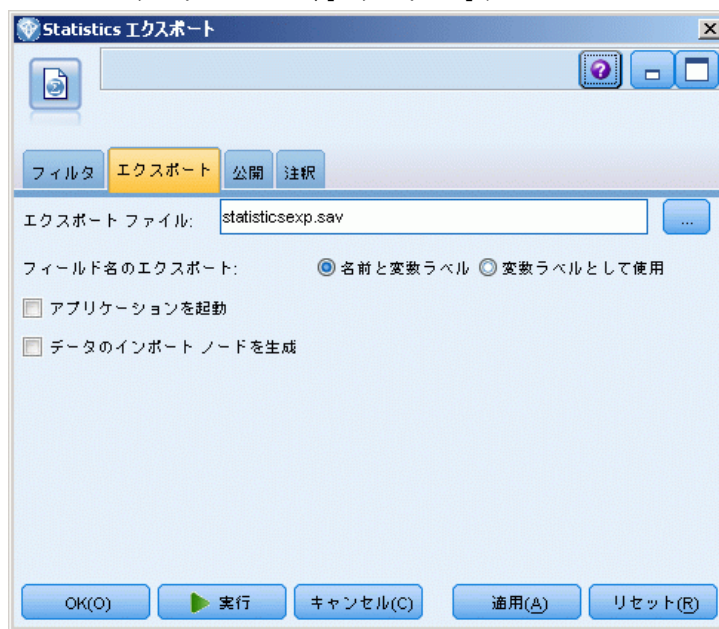 Statistics エクスポート
フィルタ エクスポート 公開 注釈
エクスポート ファイル: statisticsexp.sav ...
フィールド名のエクスポート: 名前と変数ラベル 変数ラベルとして使用
アプリケーションを起動
データのインポート ノードを生成
OK(O) 実行 キャンセル(C) 適用(A) リセット(R)